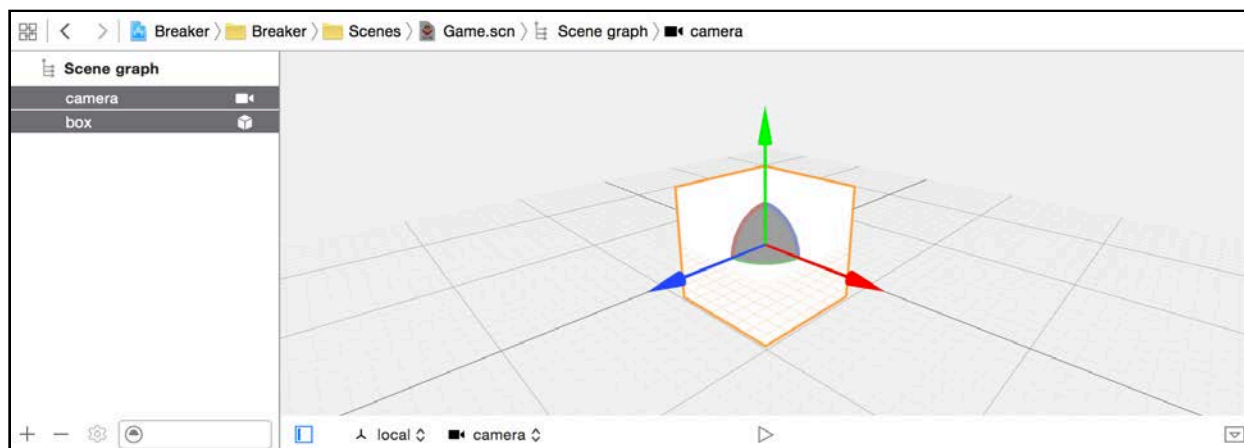 Breaker Breaker Scenes Game.scn Scene graph camera
Scene graph
camera
box
local camera